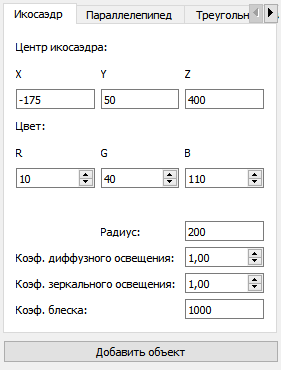 Икосаэдр Параллелепипед
Центр икосаэдра:
X Y Z
-175 50 400
Цвет:
R G B
10 40 110
Радиус: 200
Коэф. диффузного освещения: 1,00
Коэф. зеркального освещения: 1,00
Коэф. блеска: 1000
Добавить объект